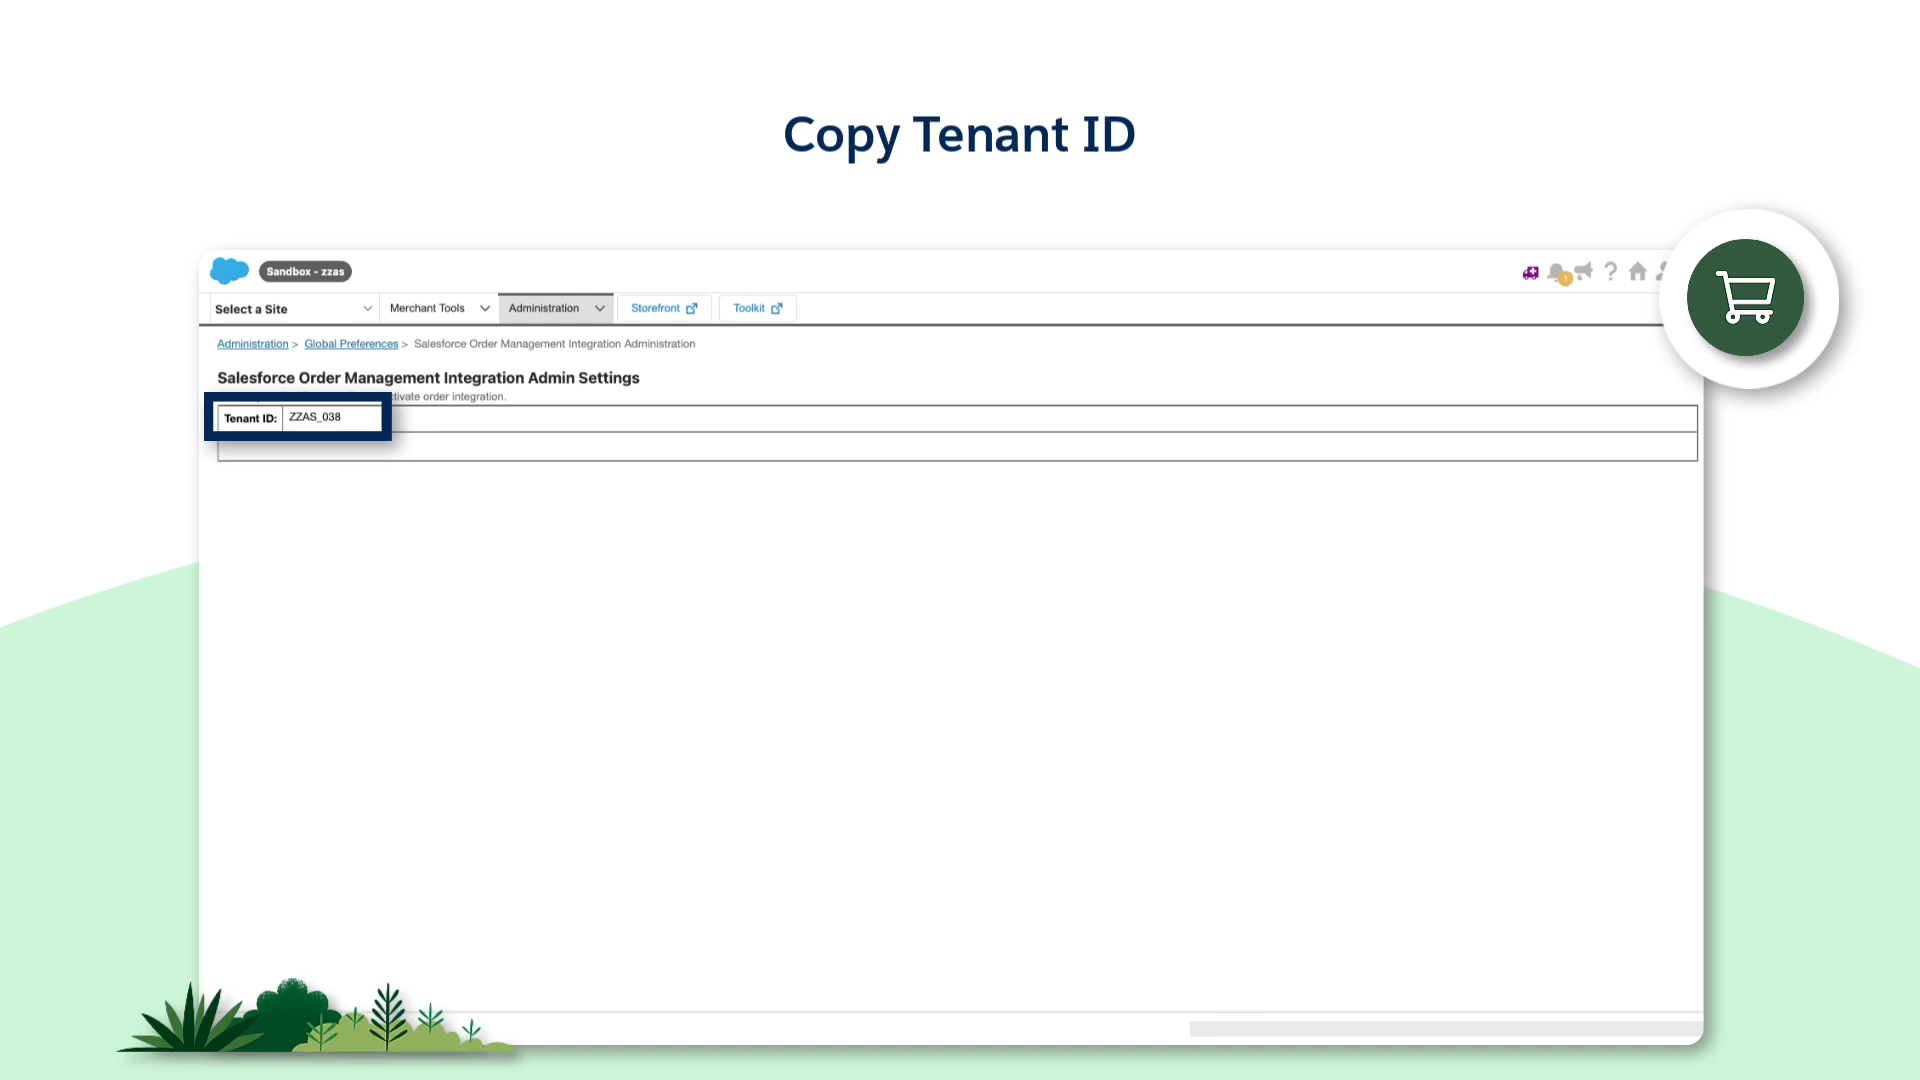 Copy Tenant ID
Sandbox - zzas
1
Select a Site
Merchant Tools
Administration
Storefront
Toolkit
Administration > Global Preferences > Salesforce Order Management Integration Administration
Salesforce Order Management Integration Admin Settings
order integration.
Tenant ID: ZZAS_038